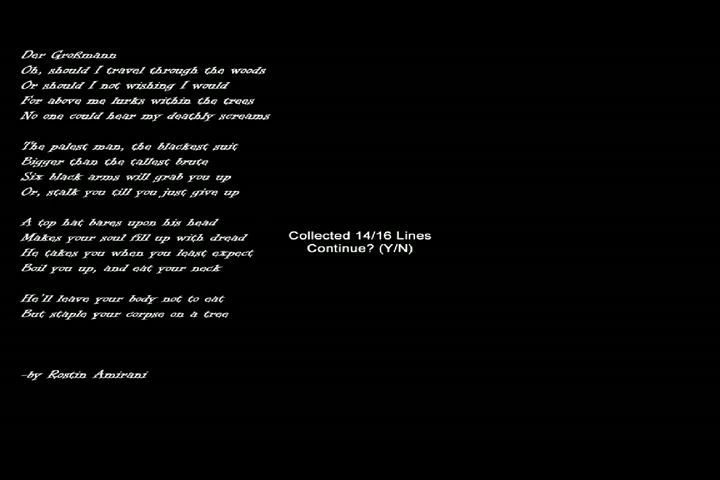 Der Großmann
Oh, should I travel through the woods
Or should I not wishing I would
For above me lurks within the trees
No one could hear my deathly screams
The palest man, the blackest suit
Bigger than the tallest brute
Six black arms will grab you up
Or, stalk you till you just give up
A top hat bares upon his head
Makes your soul fill up with dread
He takes you when you least expect
Boil you up, and eat your neck
He'll leave your body not to eat
But staple your corpse on a tree
-by Rostin Amirani
Collected 14/16 Lines
Continue? (Y/N)